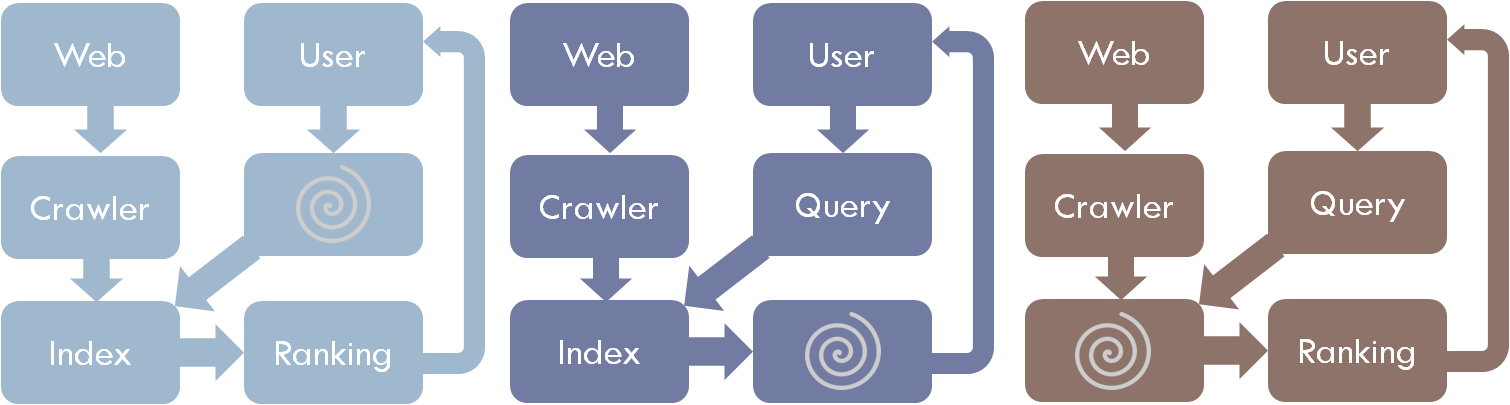 Web
User
Crawler
Index
Ranking
Web
User
Crawler
Query
Index
Web
User
Crawler
Query
Ranking